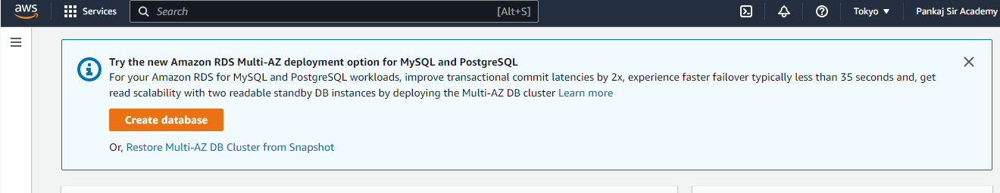 aws Services Search [Alt+S] Tokyo Pankaj Sir Academy
Try the new Amazon RDS Multi-AZ deployment option for MySQL and PostgreSQL
For your Amazon RDS for MySQL and PostgreSQL workloads, improve transactional commit latencies by 2x, experience faster failover typically less than 35 seconds and, get
read scalability with two readable standby DB instances by deploying the Multi-AZ DB cluster Learn more
Create database
Or, Restore Multi-AZ DB Cluster from Snapshot